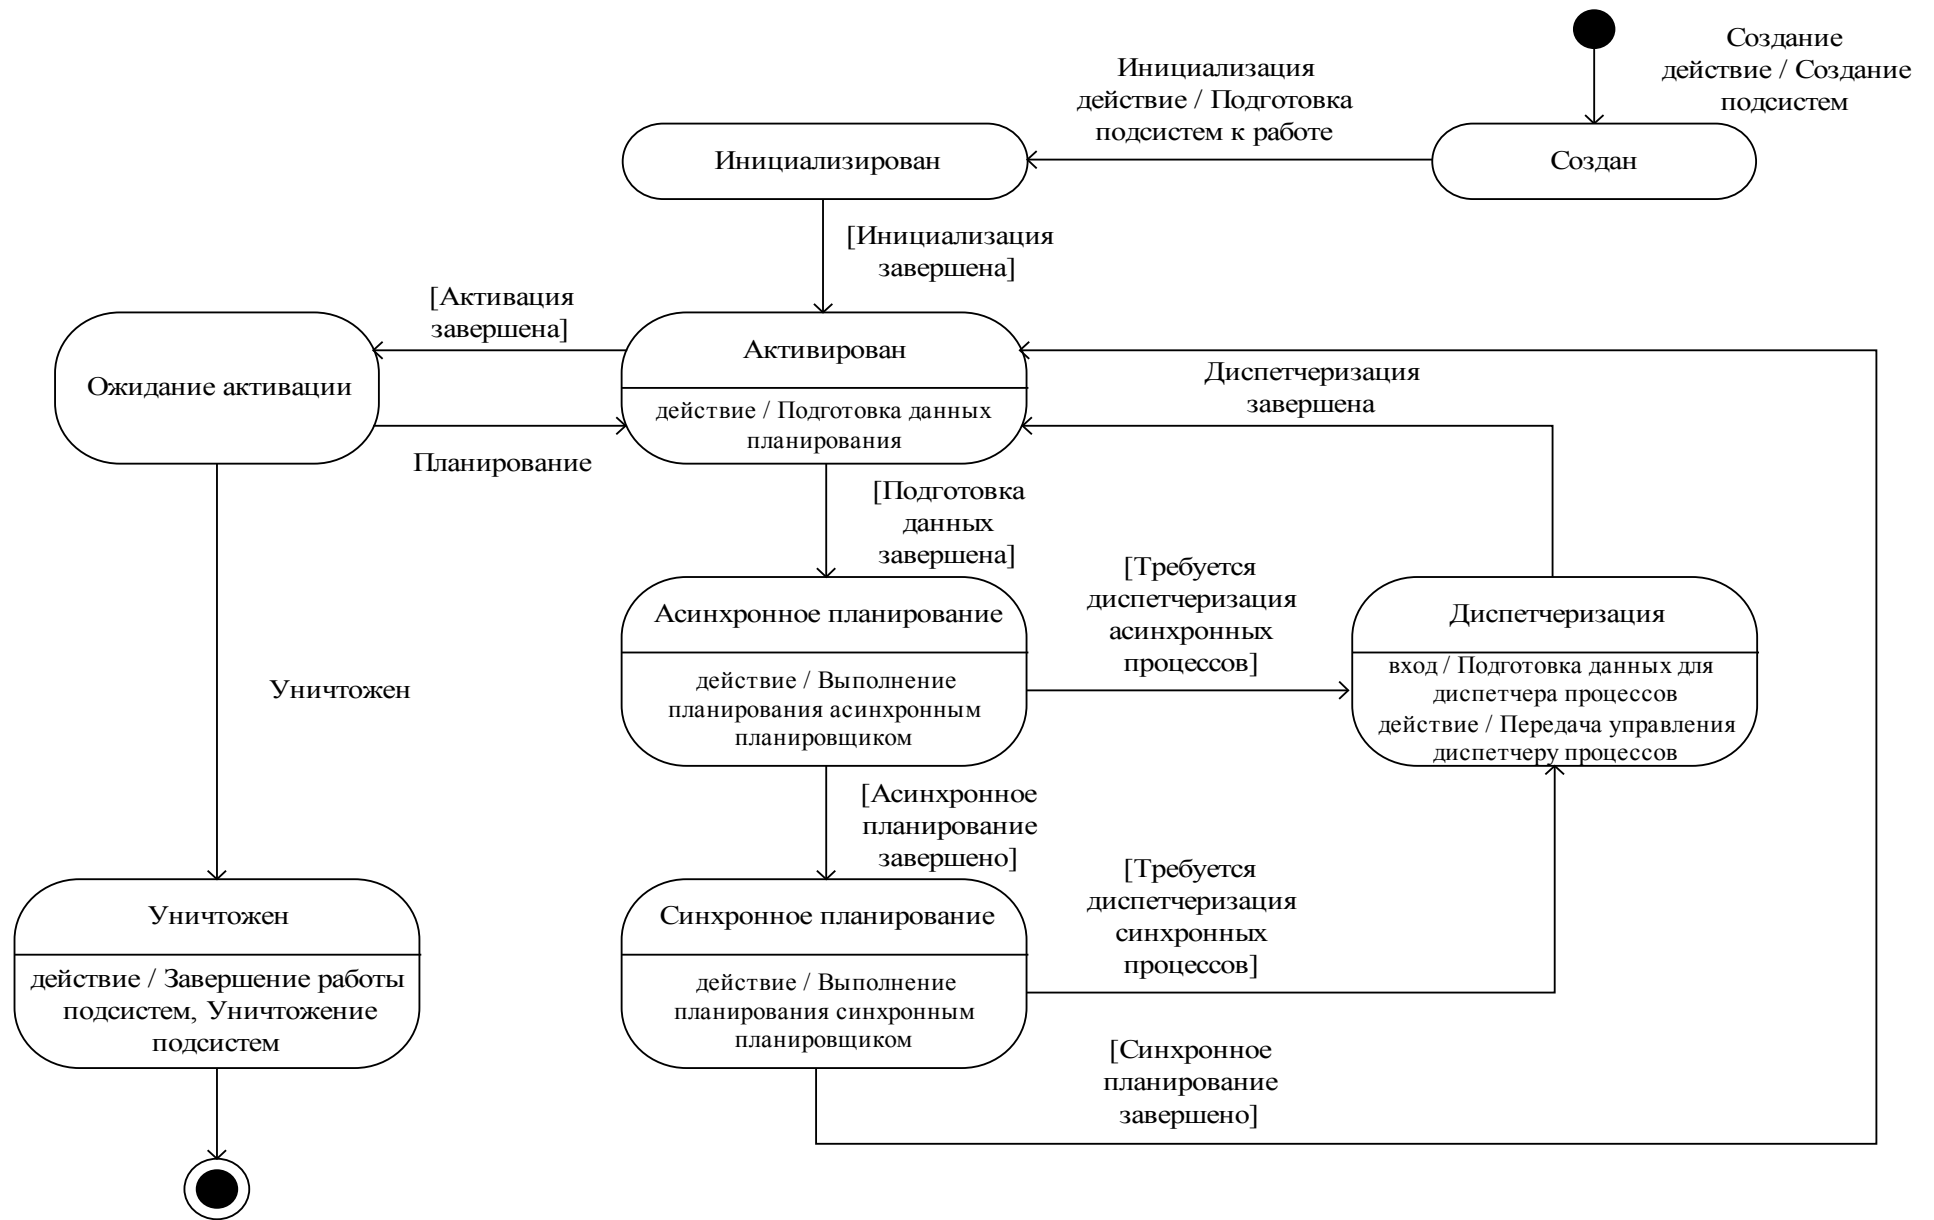 Создание
действие / Создание
подсистем
Инициализация
действие / Подготовка
подсистем к работе
Инициализирован
Создан
[Инициализация
завершена]
[Активация
завершена]
Активирован
действие / Подготовка данных
планирования
Ожидание активации
Диспетчеризация
завершена
Планирование
[Подготовка
данных
завершена]
[Требуется
диспетчеризация
асинхронных
процессов]
Асинхронное планирование
действие / Выполнение
планирования асинхронным
планировщиком
Диспетчеризация
вход / Подготовка данных для
диспетчера процессов
действие / Передача управления
диспетчеру процессов
Уничтожен
[Асинхронное
планирование
завершено]
[Требуется
диспетчеризация
синхронных
процессов]
Уничтожен
действие / Завершение работы
подсистем, Уничтожение
подсистем
Синхронное планирование
действие / Выполнение
планирования синхронным
планировщиком
[Синхронное
планирование
завершено]